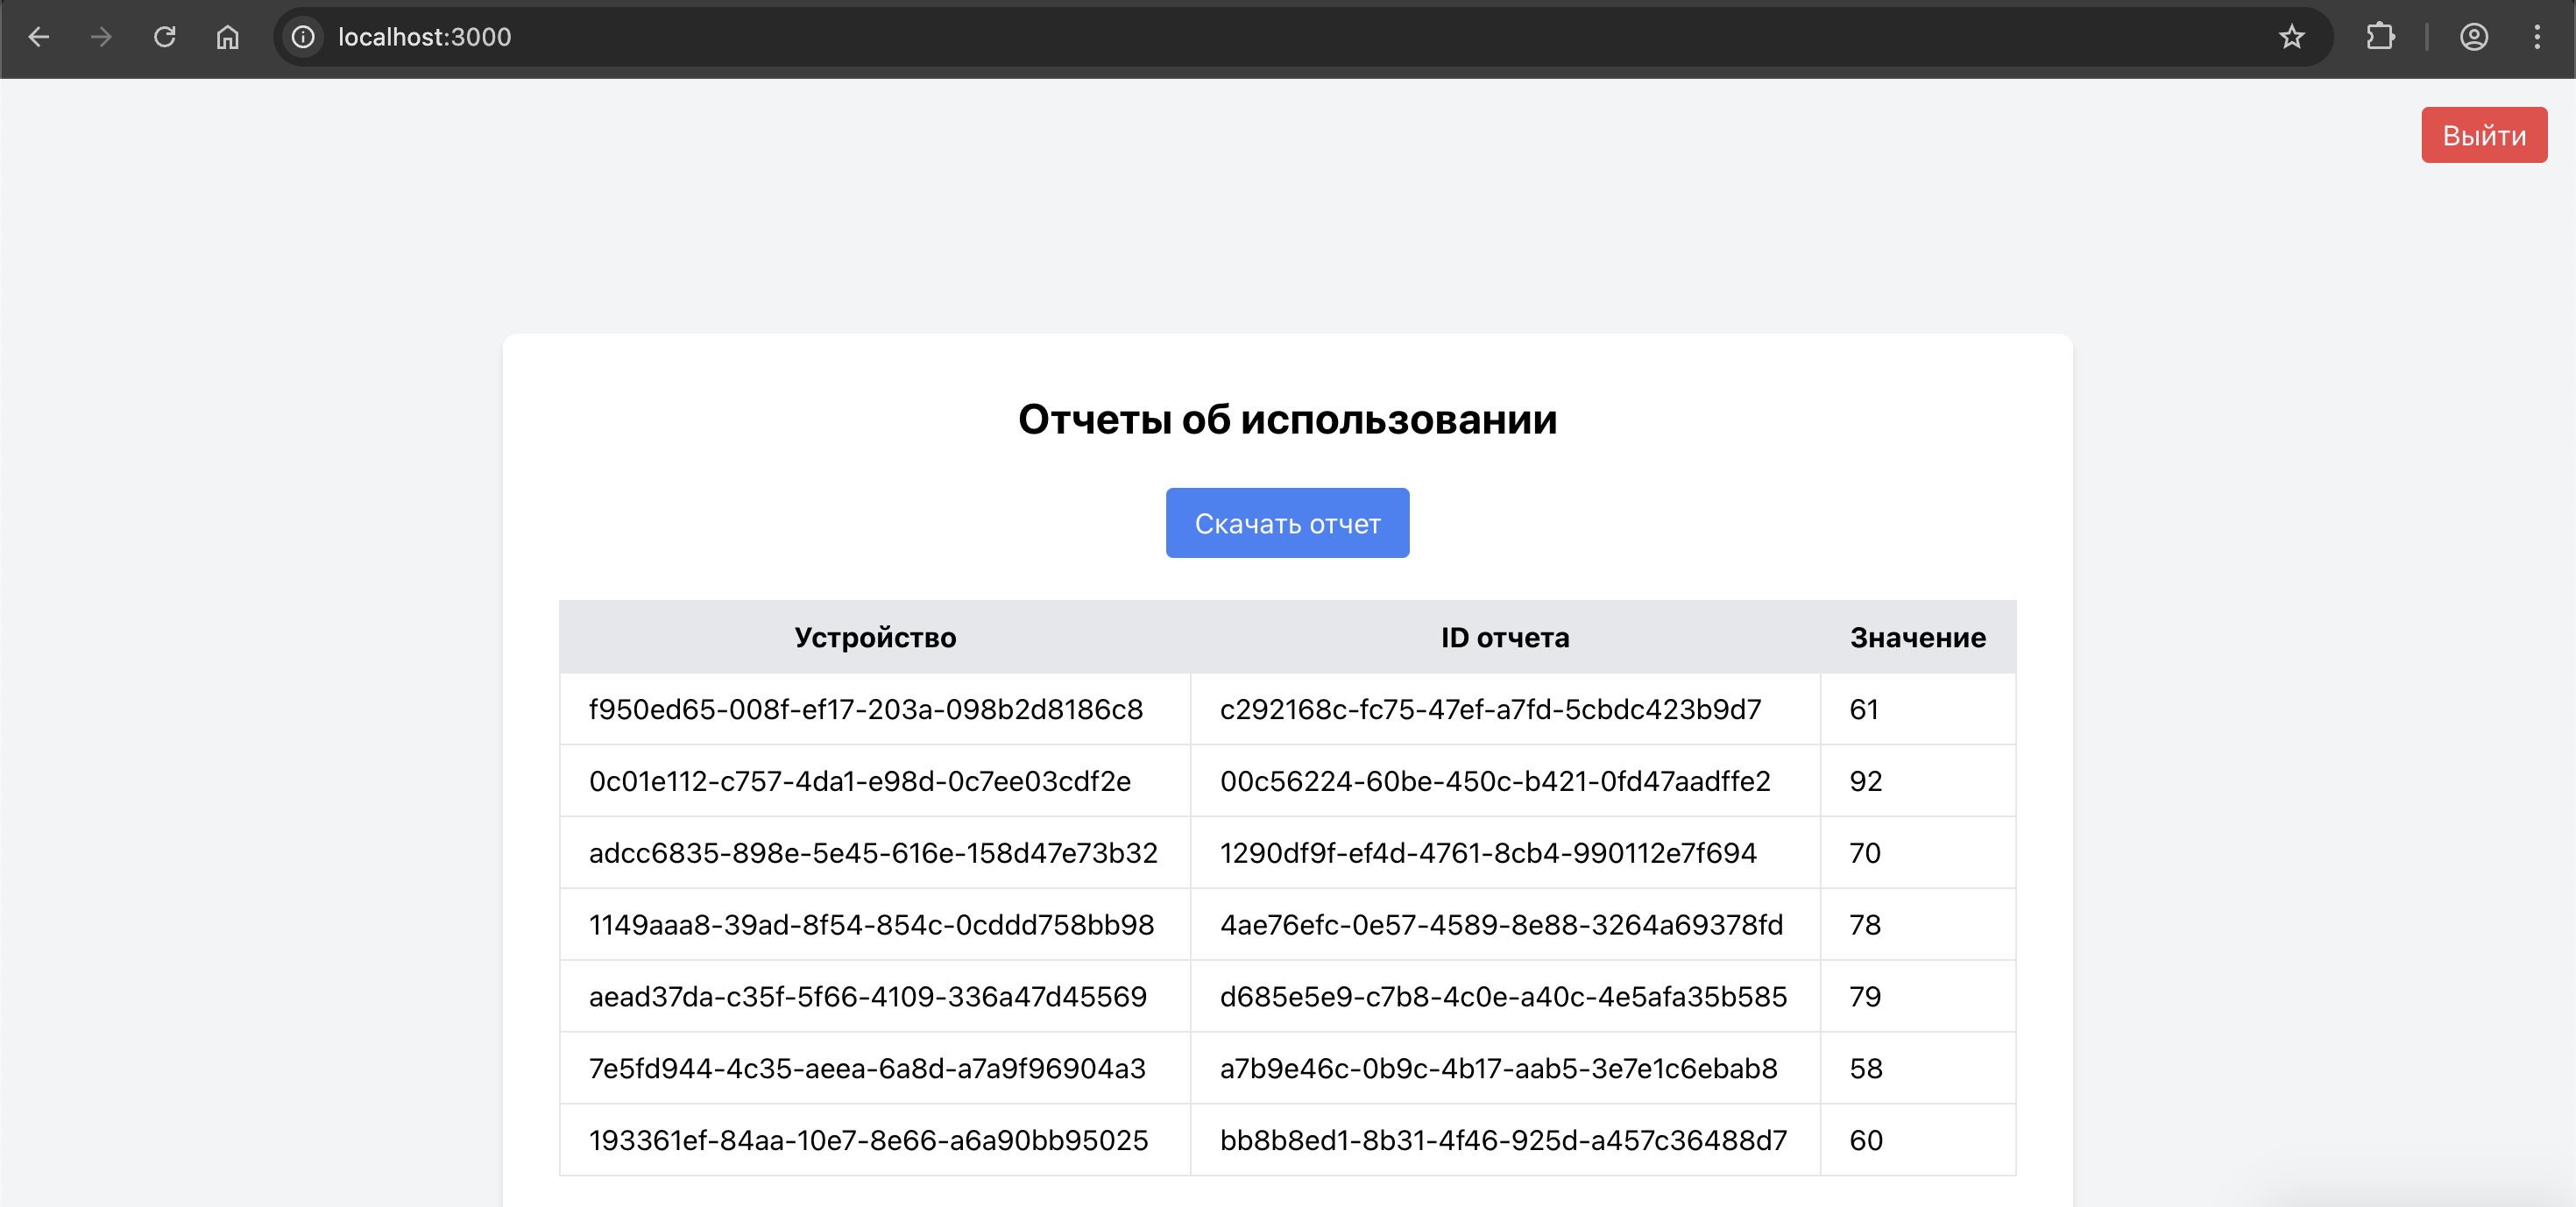 localhost:3000
Выйти
Отчеты об использовании
Скачать отчет
Устройство ID отчета Значение
f950ed65-008f-ef17-203a-098b2d8186c8 c292168c-fc75-47ef-a7fd-5cbdc423b9d7 61
0c01e112-c757-4da1-e98d-0c7ee03cdf2e 00c56224-60be-450c-b421-0fd47aadffe2 92
adcc6835-898e-5e45-616e-158d47e73b32 1290df9f-ef4d-4761-8cb4-990112e7f694 70
1149aaa8-39ad-8f54-854c-0cddd758bb98 4ae76efc-0e57-4589-8e88-3264a69378fd 78
aead37da-c35f-5f66-4109-336a47d45569 d685e5e9-c7b8-4c0e-a40c-4e5afa35b585 79
7e5fd944-4c35-aeea-6a8d-a7a9f96904a3 a7b9e46c-0b9c-4b17-aab5-3e7e1c6ebab8 58
193361ef-84aa-10e7-8e66-a6a90bb95025 bb8b8ed1-8b31-4f46-925d-a457c36488d7 60